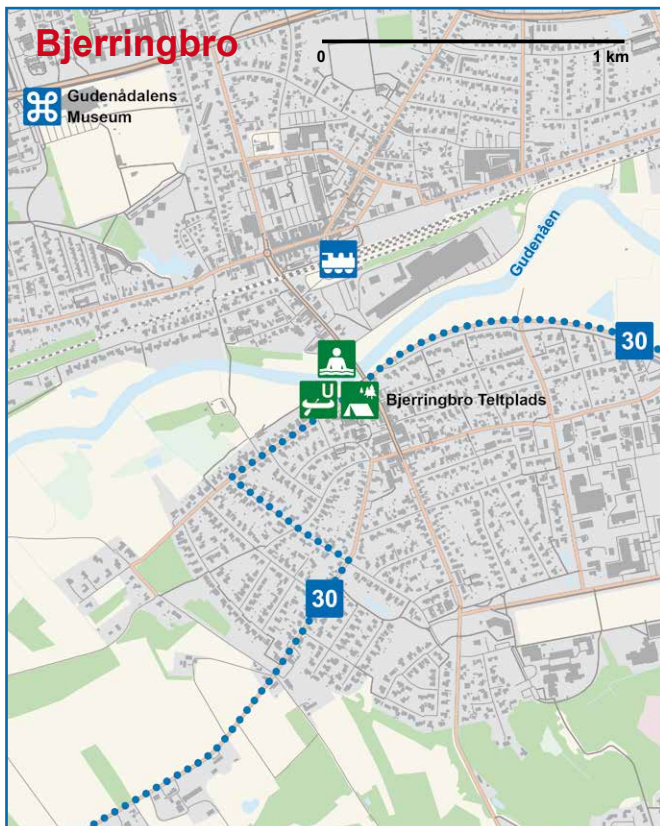 Bjerringbro
0 1 km
Gudenådalens
Museum
Gudenåen
30
U
Bjerringbro Teltplads
30